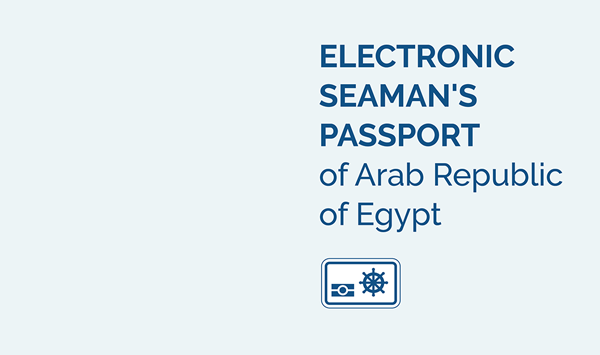 ELECTRONIC
SEAMAN'S
PASSPORT
of Arab Republic
of Egypt